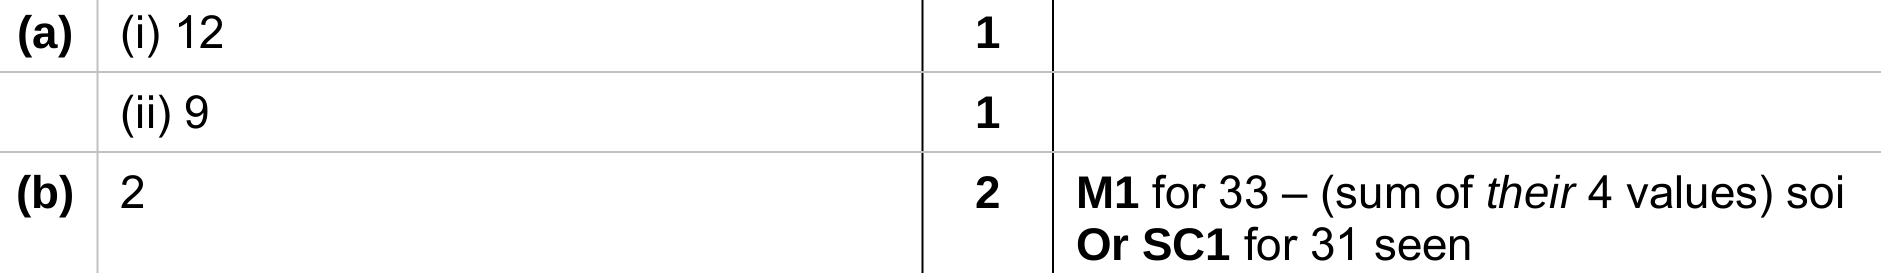 (a) (i) 12 1
(ii) 9 1
(b) 2 2 M1 for 33 – (sum of their 4 values) soi
Or SC1 for 31 seen